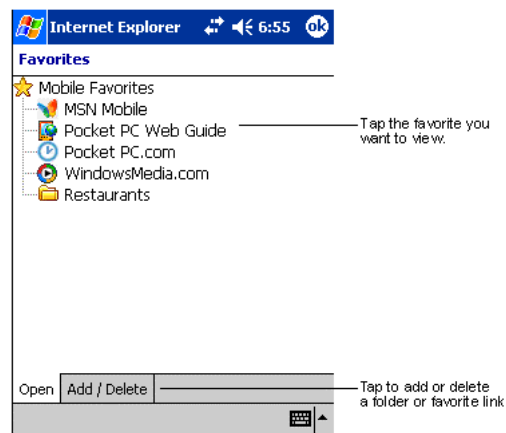 Internet Explorer 6:55 ok
Favorites
Mobile Favorites
MSN Mobile
Pocket PC Web Guide
Tap the favorite you
want to view.
Pocket PC.com
WindowsMedia.com
Restaurants
Open Add / Delete
Tap to add or delete
a folder or favorite link